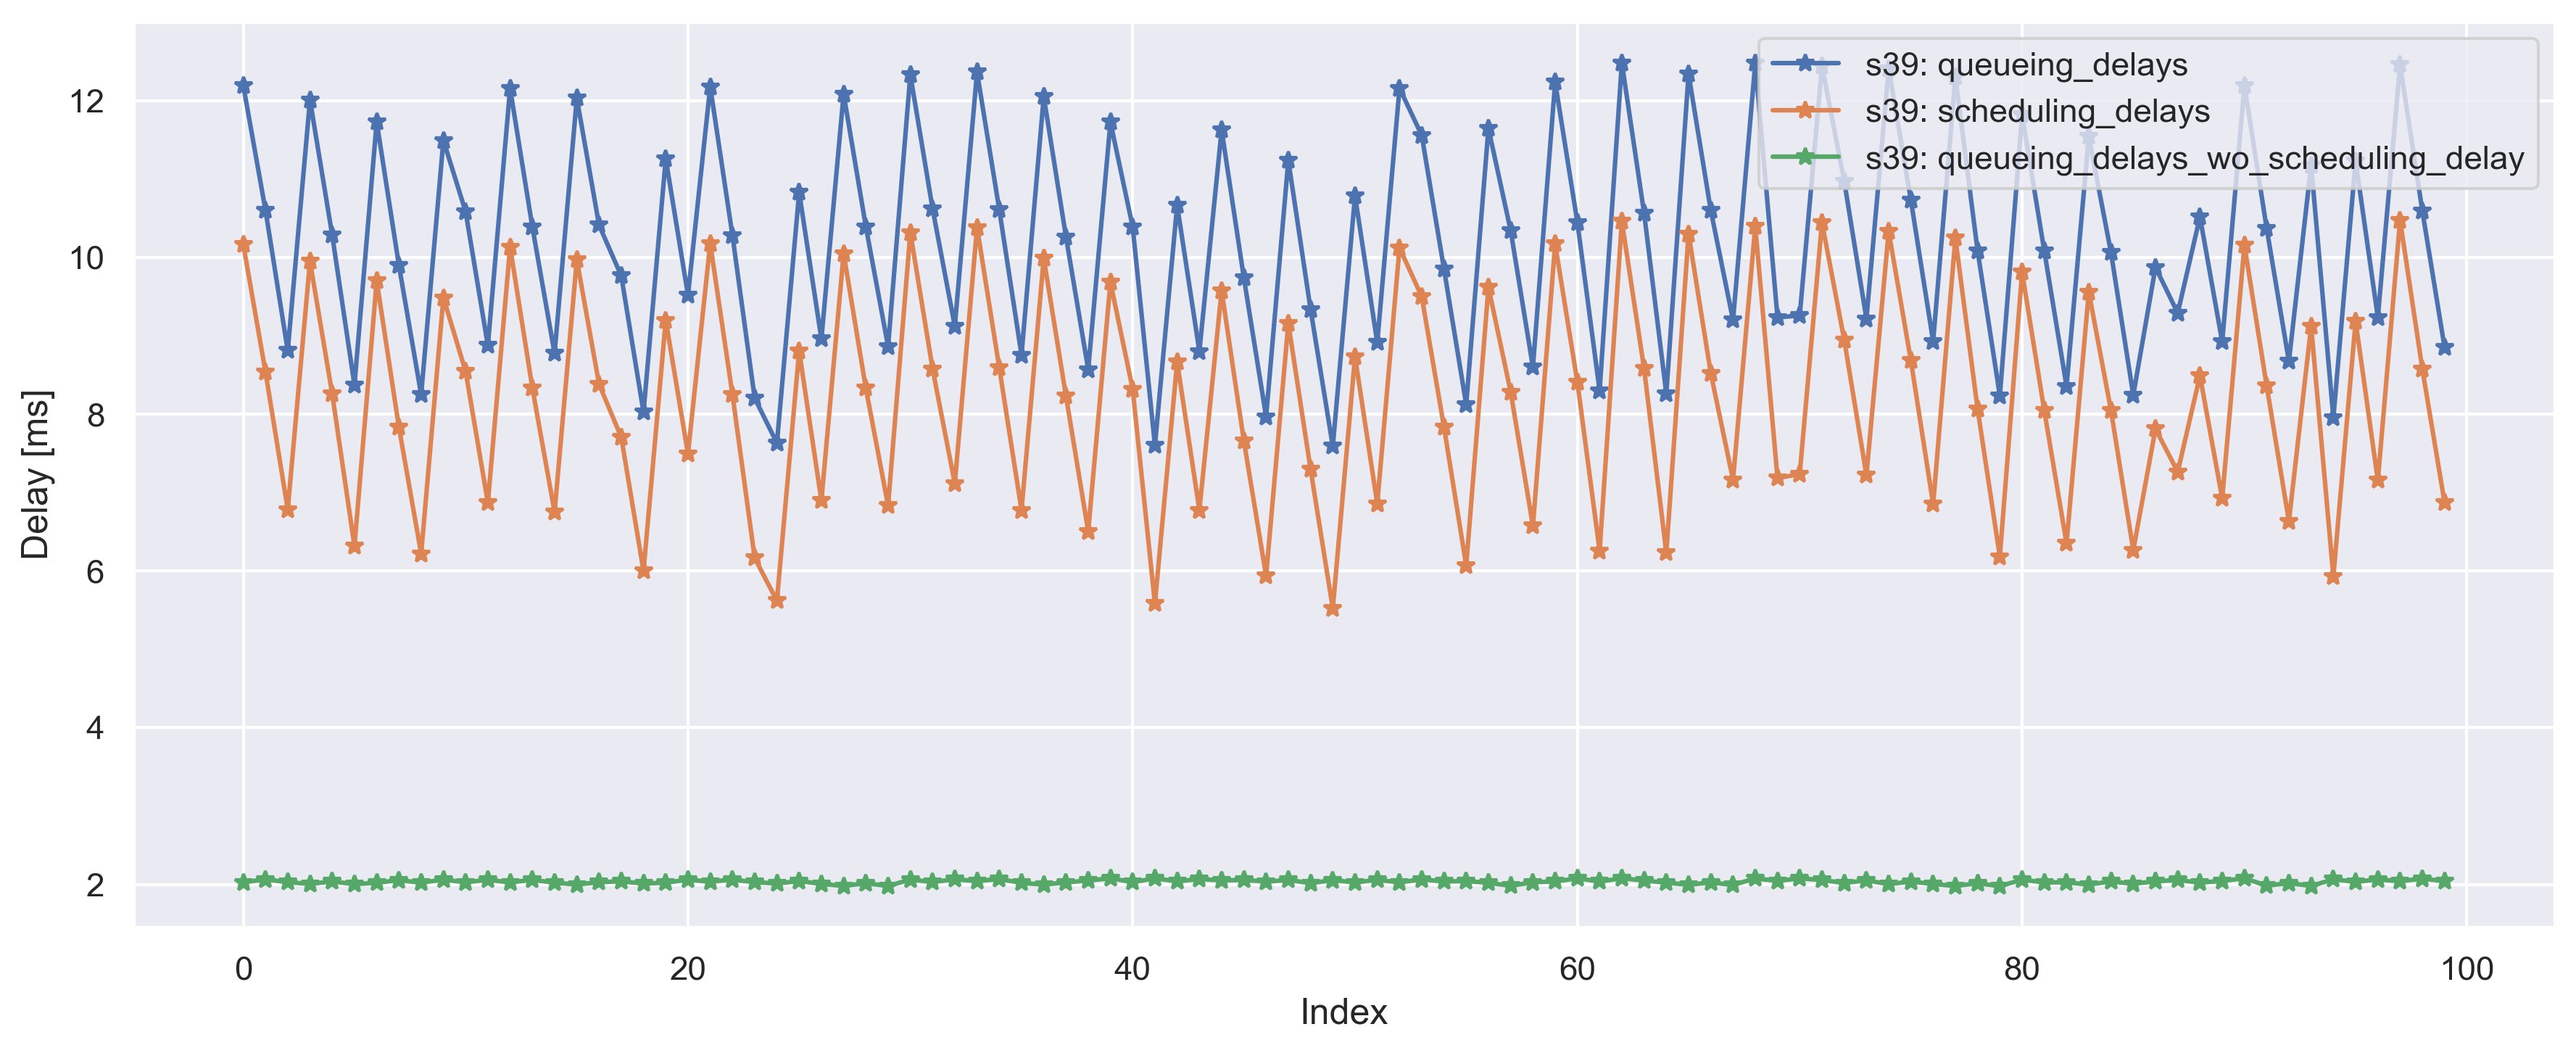 s39: queueing_delays
s39: scheduling_delays
s39: queueing_delays_wo_scheduling_delay
Delay [ms]
12
10
8
6
4
2
0 20 40 60 80 100
Index